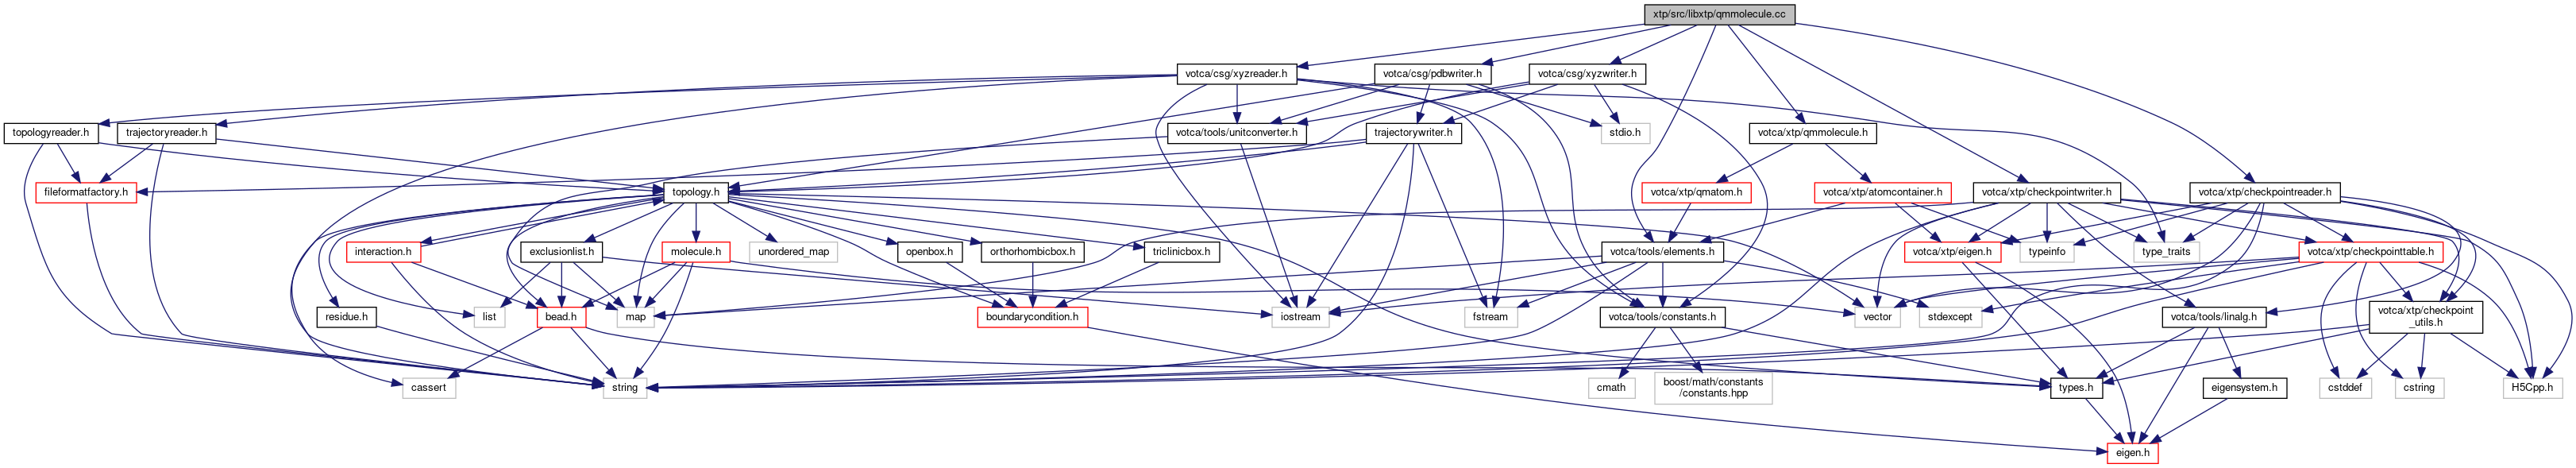 xtp/src/libxtp/qmmolecule.cc
votca/csg/xyzreader.h
votca/csg/pdbwriter.h
votca/csg/xyzwriter.h
topologyreader.h
trajectoryreader.h
votca/tools/unitconverter.h
trajectorywriter.h
stdio.h
votca/xtp/qmmolecule.h
fileformatfactory.h
topology.h
votca/xtp/qmatom.h
votca/xtp/atomcontainer.h
votca/xtp/checkpointwriter.h
votca/xtp/checkpointreader.h
interaction.h
exclusionlist.h
molecule.h
unordered_map
openbox.h
orthorhombicbox.h
triclinicbox.h
votca/tools/elements.h
votca/xtp/eigen.h
typeinfo
type_traits
votca/xtp/checkpointtable.h
residue.h
list
bead.h
map
boundarycondition.h
iostream
fstream
votca/tools/constants.h
vector
stdexcept
votca/tools/linalg.h
votca/xtp/checkpoint
_utils.h
cassert
string
cmath
boost/math/constants
/constants.hpp
types.h
eigensystem.h
cstddef
cstring
H5Cpp.h
eigen.h